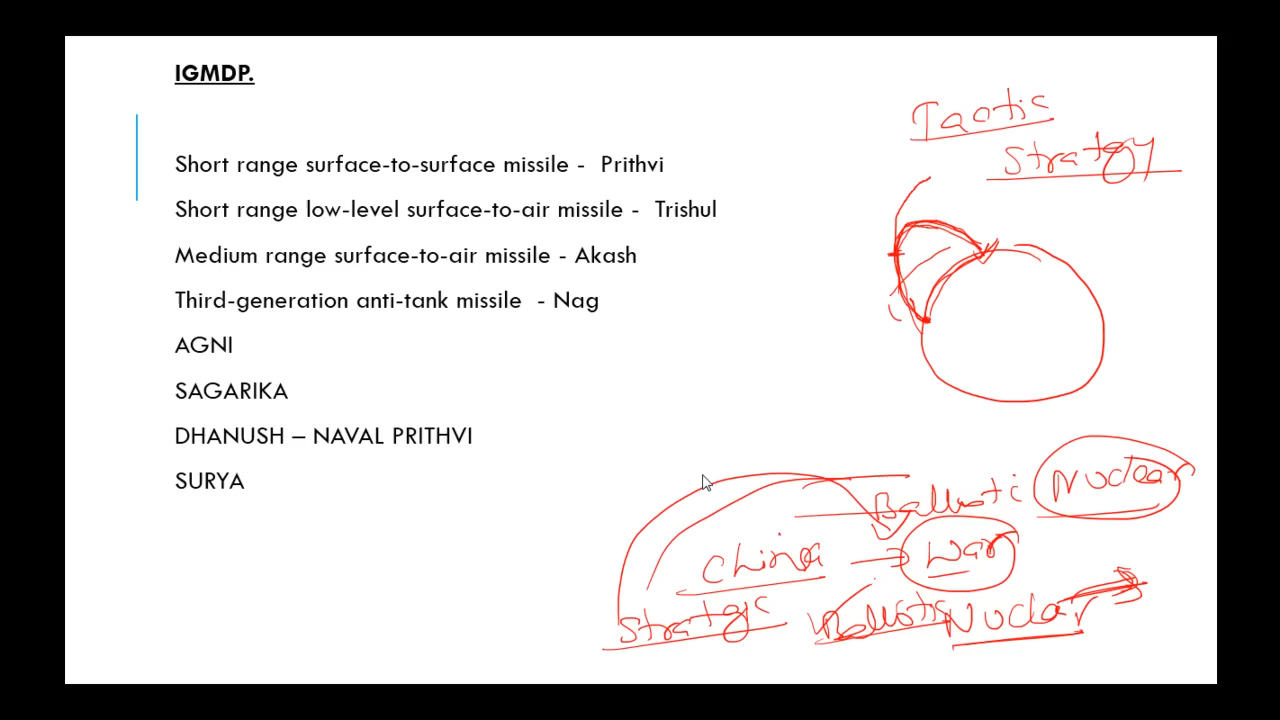 IGMDP.
Tactic
Strategy
Short range surface-to-surface missile - Prithvi
Short range low-level surface-to-air missile - Trishul
Medium range surface-to-air missile - Akash
Third-generation anti-tank missile - Nag
AGNI
SAGARIKA
DHANUSH – NAVAL PRITHVI
SURYA
Ballisti Nuclear
China → War
Strategic Ballistic Nuclear